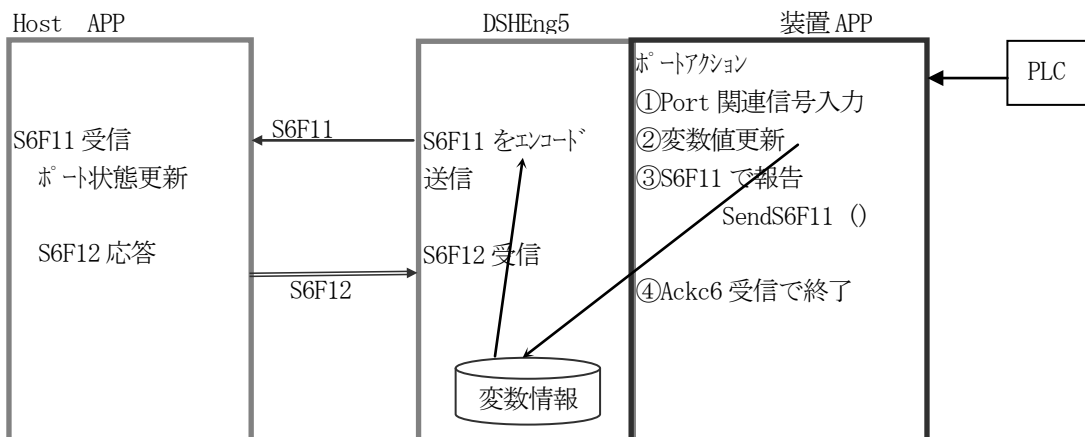 Host APP
DSHEng5
装置 APP
PLC
ﾎﾟｰﾄｱｸｼｮﾝ
①Port 関連信号入力
②変数値更新
③S6F11 で報告
SendS6F11 ()
④Ackc6 受信で終了
S6F11 をｴﾝｺｰﾄﾞ
送信
S6F12 受信
変数情報
S6F11
S6F12
S6F11 受信
ﾎﾟｰﾄ状態更新
S6F12 応答